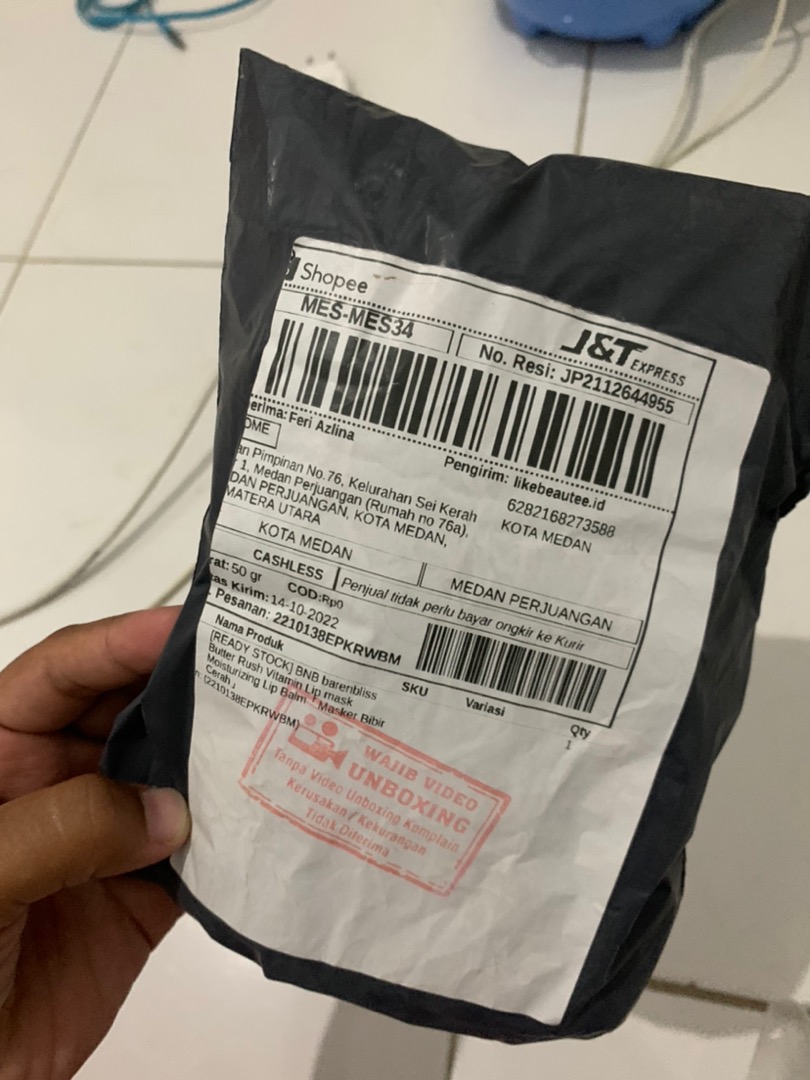 Shopee
J&T EXPRESS
MES-MES34
No. Resi: JP2112644955
erima: Feri Azlina
Pengirim: likebeautee.id
OME
6282168273588
an Pimpinan No.76, Kelurahan Sei Kerah
KOTA MEDAN
1, Medan Perjuangan (Rumah no 76a),
DAN PERJUANGAN, KOTA MEDAN,
MATERA UTARA
KOTA MEDAN
MEDAN PERJUANGAN
CASHLESS
Penjual tidak perlu bayar ongkir ke Kurir
rat: 50 gr
COD:Rp0
as Kirim: 14-10-2022
. Pesanan: 2210138EPKRWBM
Nama Produk
SKU
Variasi
Qty
[READY STOCK] BNB barenbliss
1
Butter Rush Vitamin Lip mask
Moisturizing Lip Balm - Masker Bibir
Cerah
n: (2210138EPKRWBM)
WAJIB VIDEO
UNBOXING
Tanpa Video Unboxing Komplain
Kerusakan / Kekurangan
Tidak Diterima